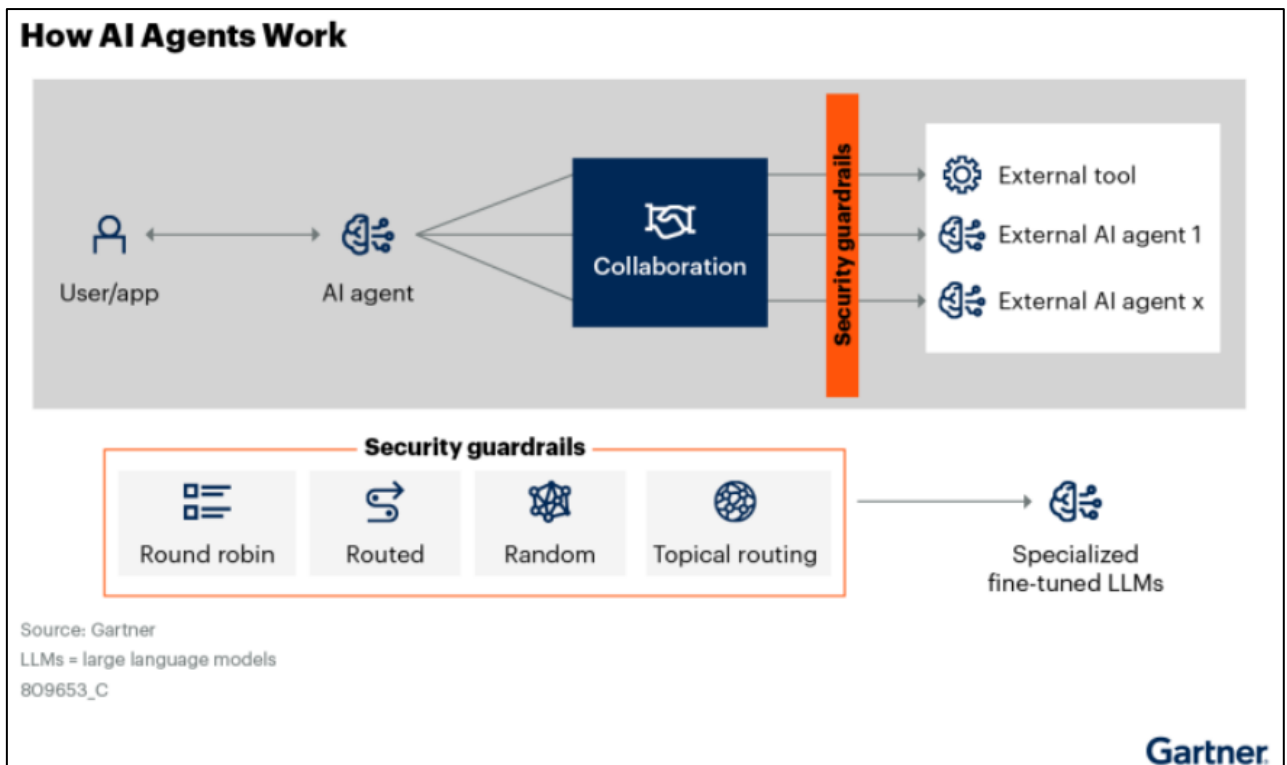 How AI Agents Work
User/app
AI agent
Collaboration
Security guardrails
External tool
External AI agent 1
External AI agent x
Security guardrails
Round robin
Routed
Random
Topical routing
Specialized
fine-tuned LLMs
Source: Gartner
LLMs = large language models
809653_C
Gartner